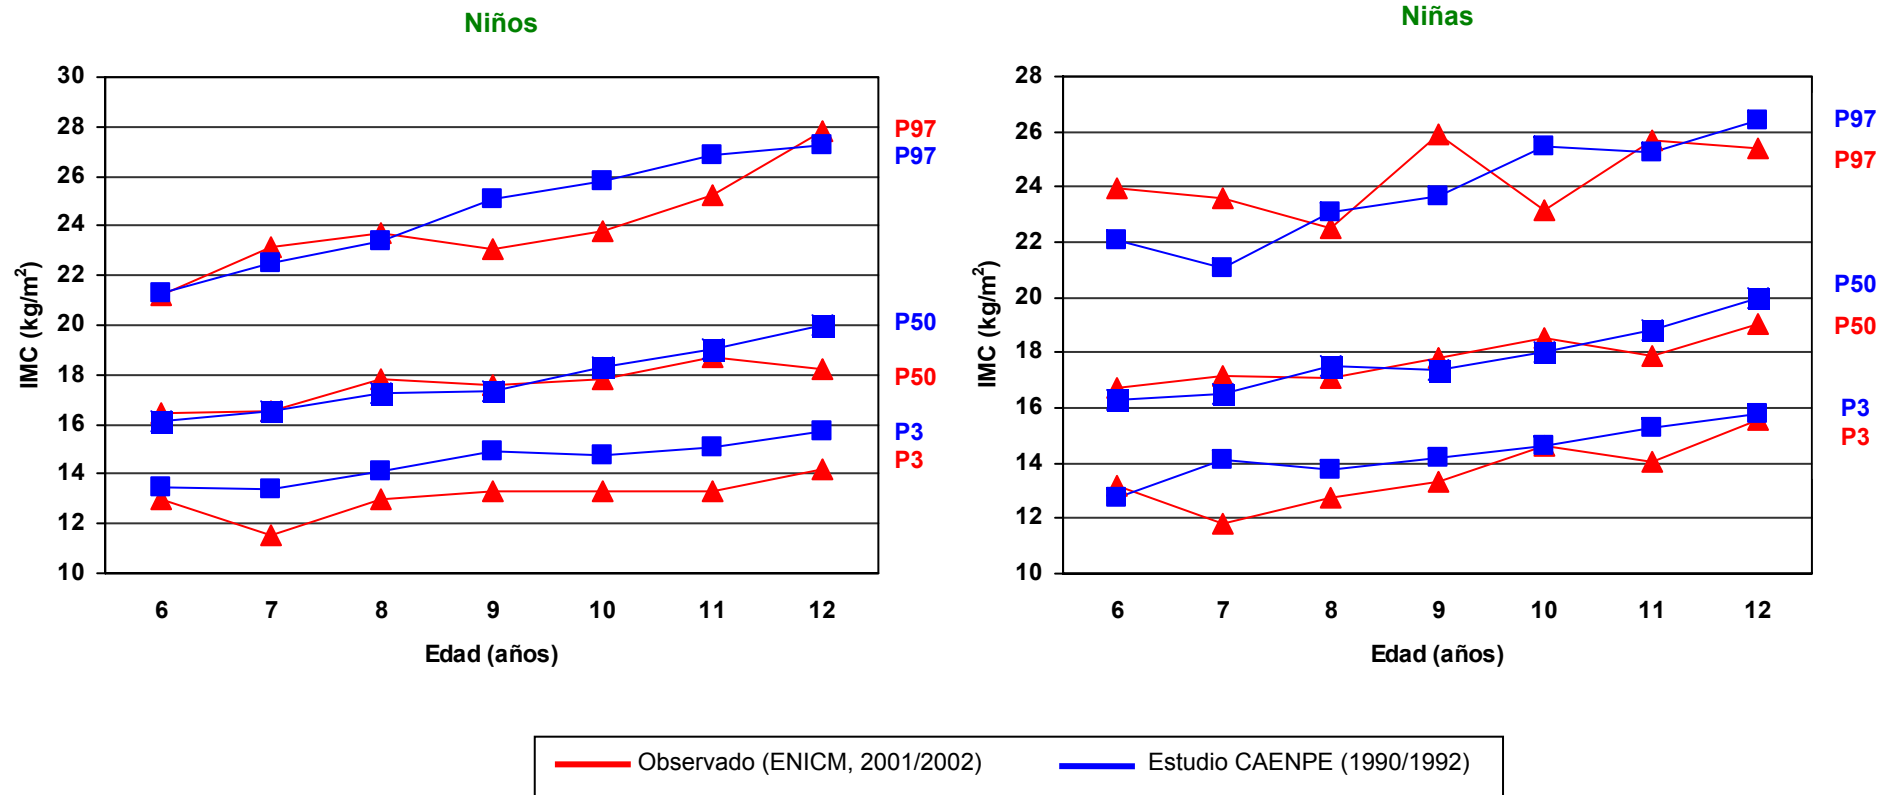 Niños
30
28
26
24
22
20
18
16
14
12
10
IMC (kg/m²)
6 7 8 9 10 11 12
Edad (años)
P97
P97
P50
P50
P3
P3
Niñas
28
26
24
22
20
18
16
14
12
10
IMC (kg/m²)
6 7 8 9 10 11 12
Edad (años)
P97
P97
P50
P50
P3
P3
Observado (ENICM, 2001/2002) Estudio CAENPE (1990/1992)